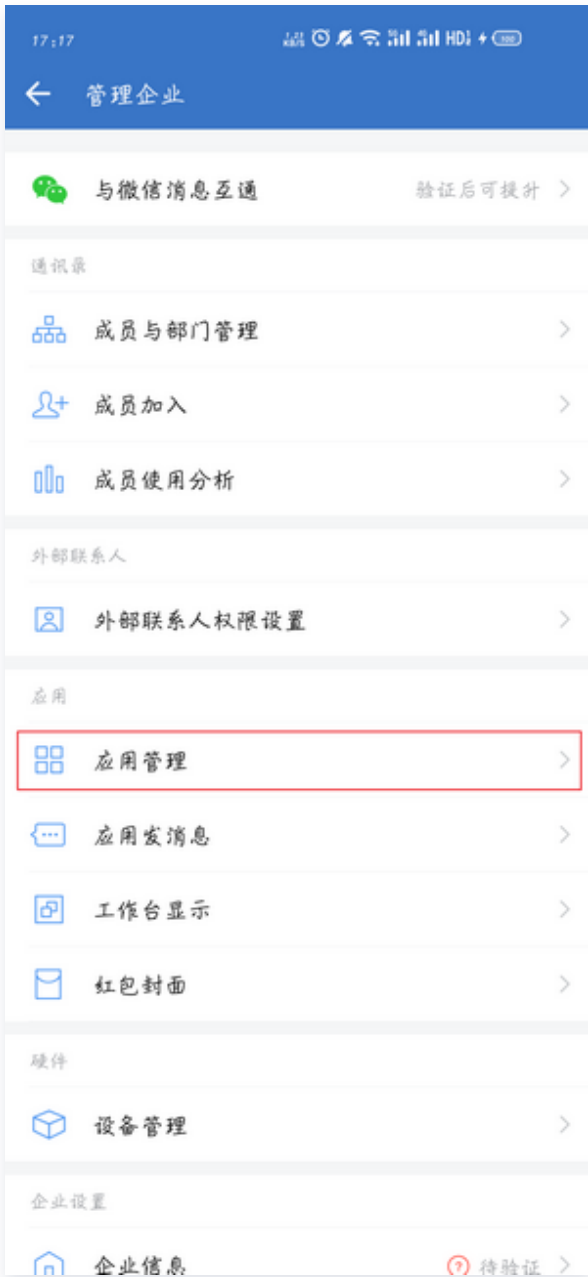 17:17
HD
100
管理企业
与微信消息互通 验证后可提升
通讯录
成员与部门管理
成员加入
成员使用分析
外部联系人
外部联系人权限设置
应用
应用管理
应用发消息
工作台显示
红包封面
硬件
设备管理
企业设置
企业信息 待验证